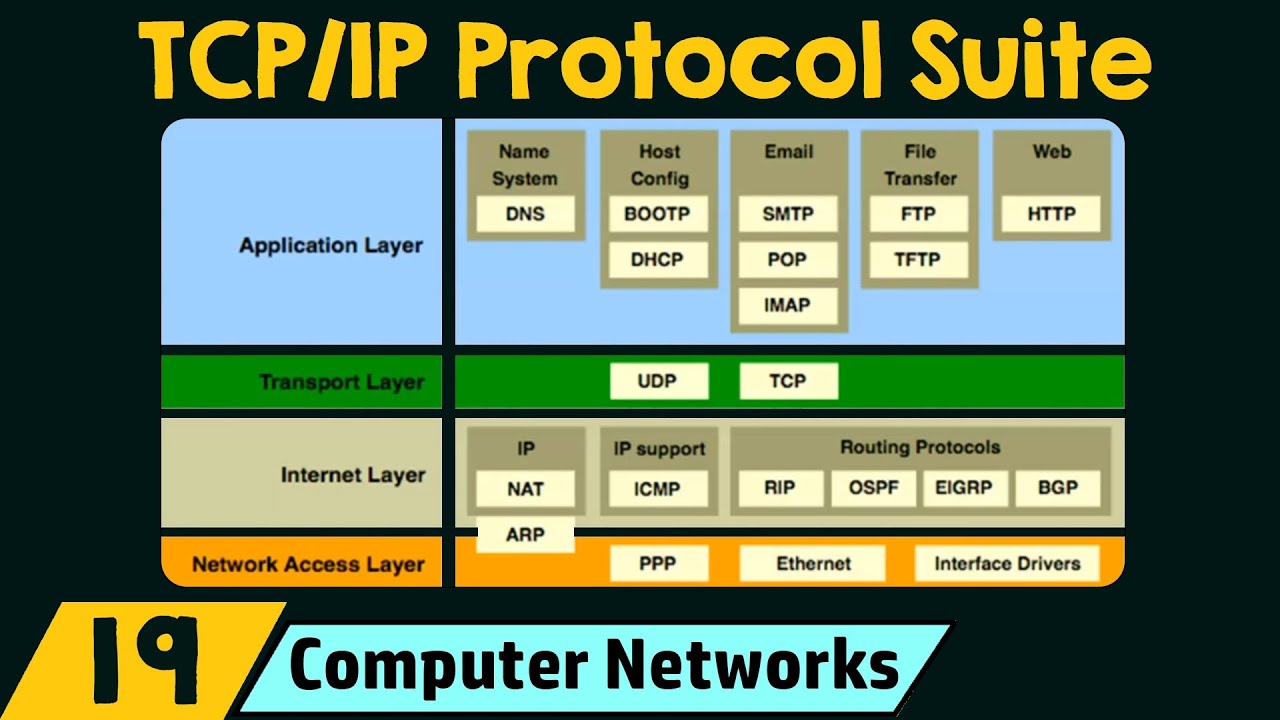 TCP/IP Protocol Suite
Application Layer
Name
System
DNS
Host
Config
BOOTP
DHCP
Email
SMTP
POP
IMAP
File
Transfer
FTP
TFTP
Web
HTTP
Transport Layer
UDP
TCP
Internet Layer
IP
NAT
ARP
IP support
ICMP
Routing Protocols
RIP
OSPF
EIGRP
BGP
Network Access Layer
PPP
Ethernet
Interface Drivers
19
Computer Networks